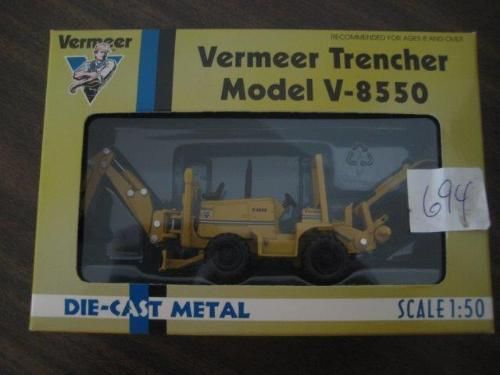 RECOMMENDED FOR AGES 8 AND OVER
Vermeer
Vermeer Trencher
Model V-8550
694
DIE-CAST METAL
SCALE 1:50